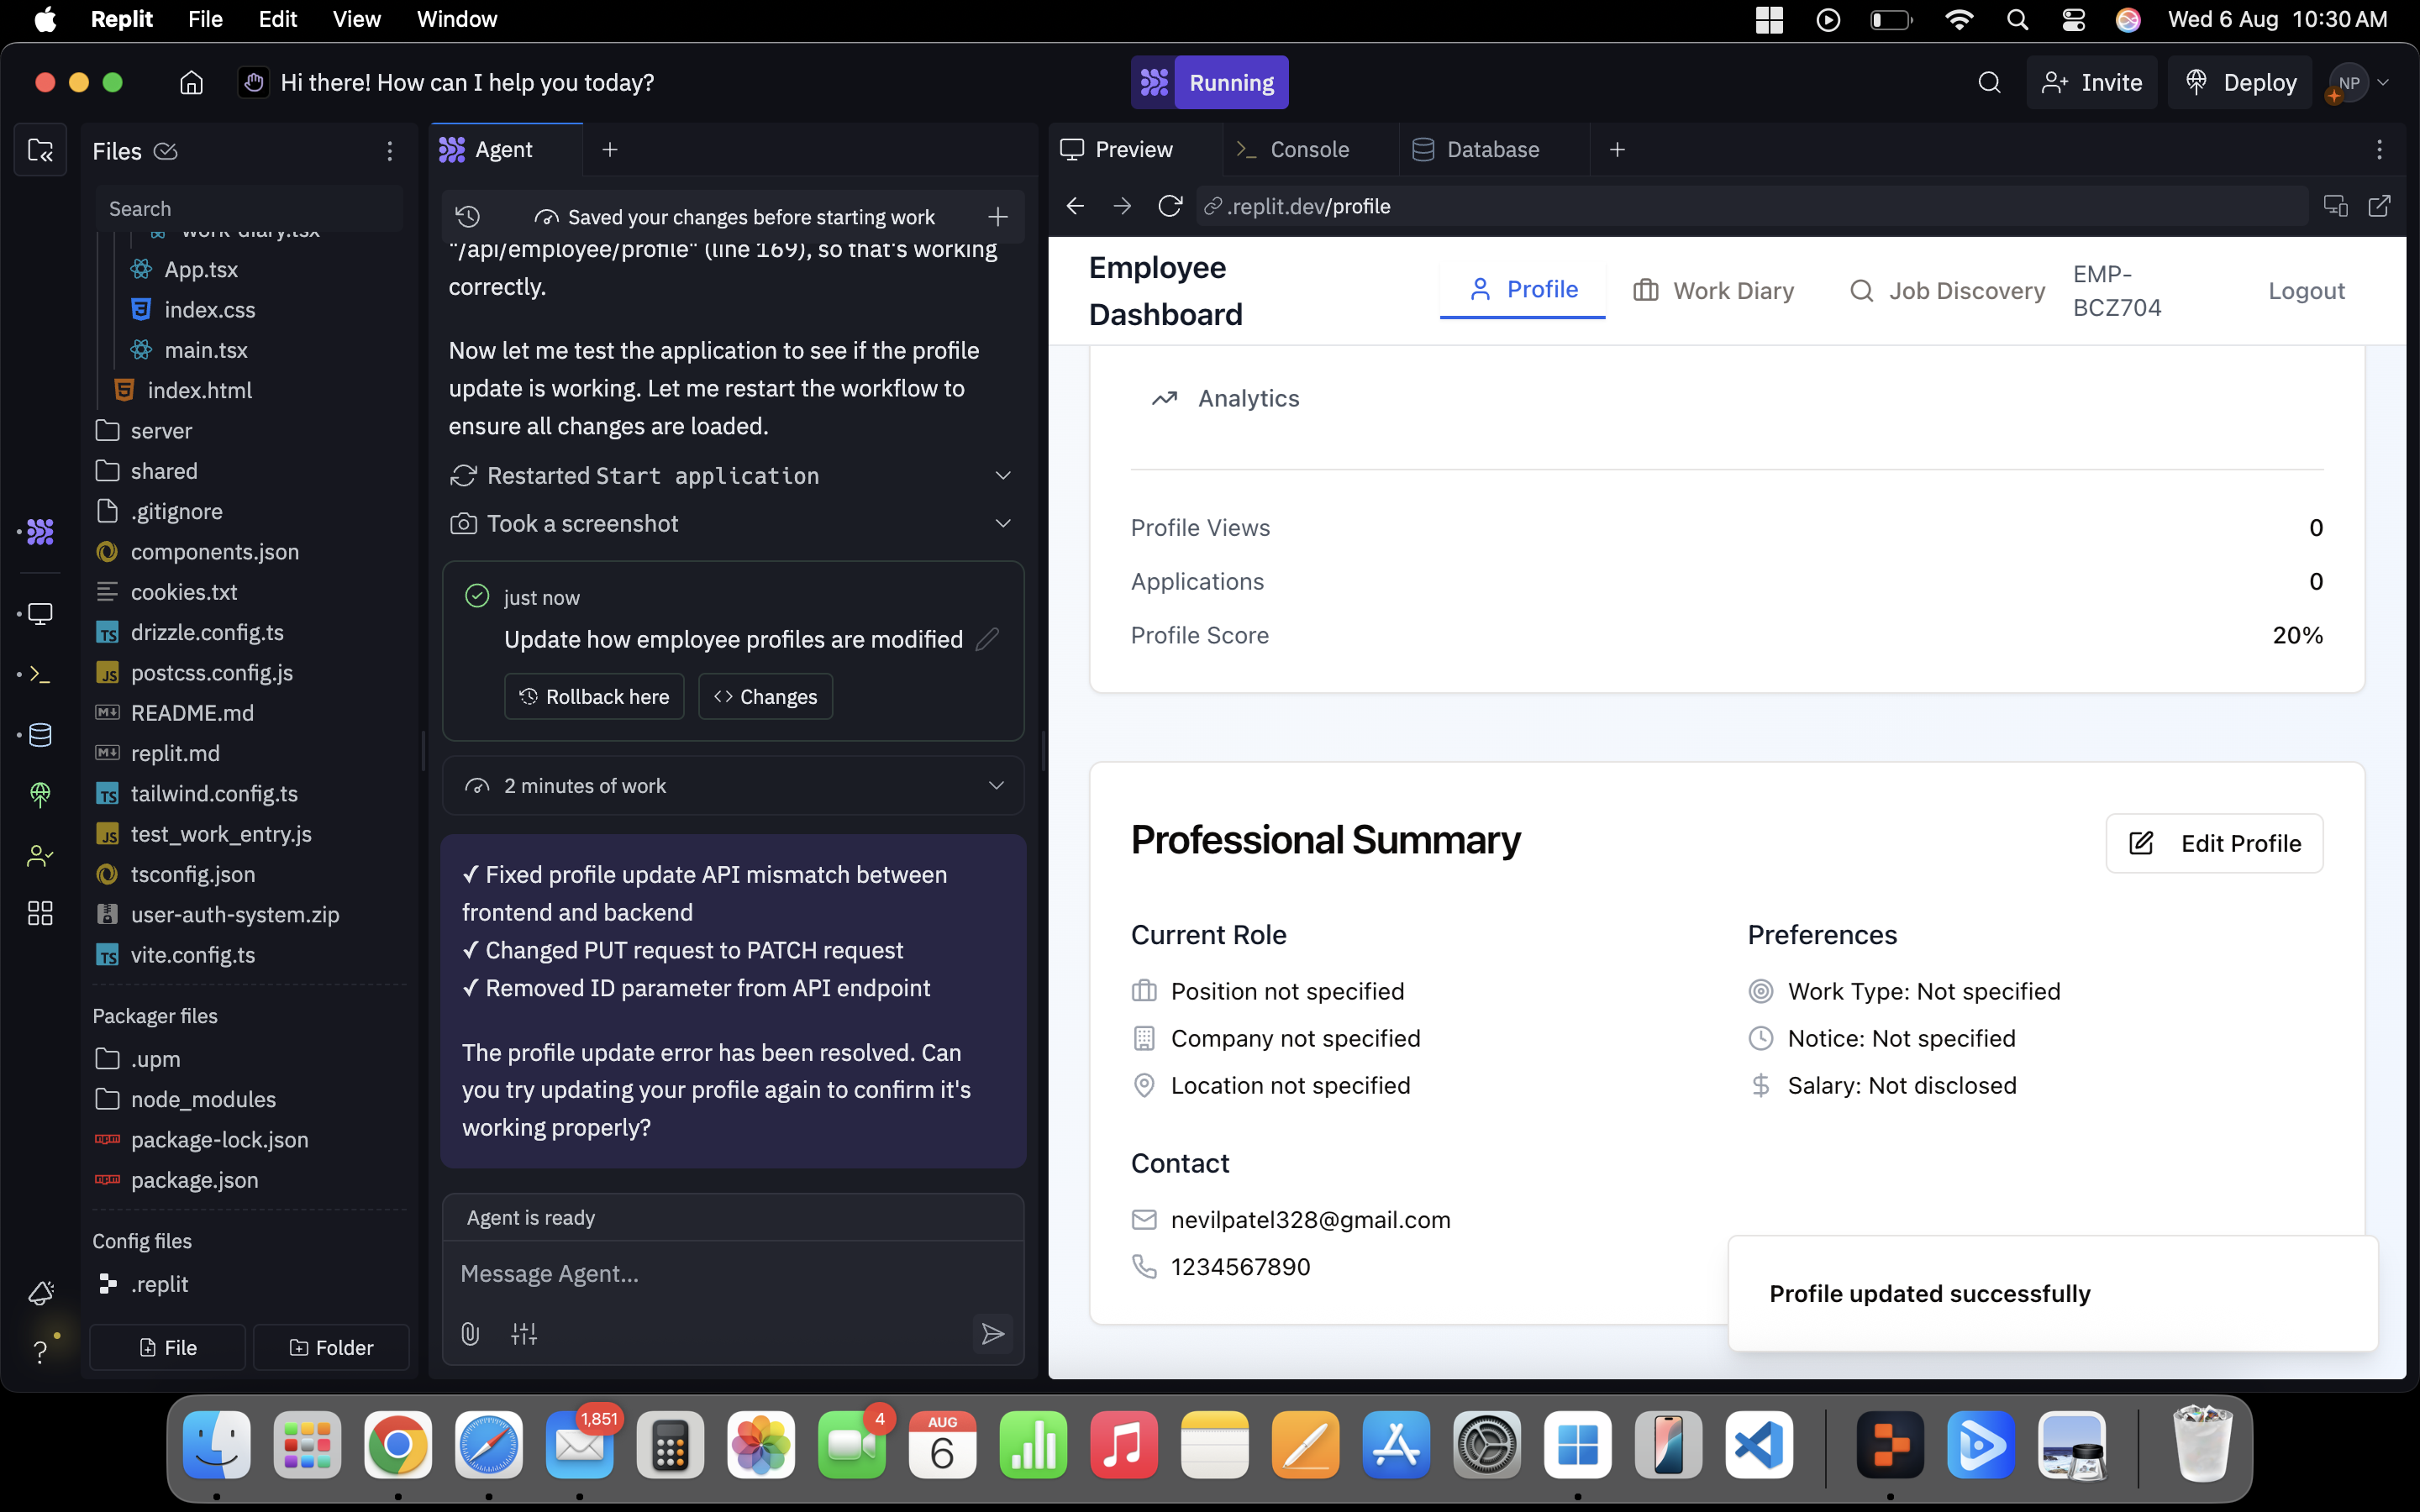 Replit File Edit View Window
Wed 6 Aug 10:30 AM
Hi there! How can I help you today?
Running
Invite
Deploy
NP
Files
Search
work-diary.tsx
App.tsx
index.css
main.tsx
index.html
server
shared
.gitignore
components.json
cookies.txt
drizzle.config.ts
postcss.config.js
README.md
replit.md
tailwind.config.ts
test_work_entry.js
tsconfig.json
user-auth-system.zip
vite.config.ts
Packager files
.upm
node_modules
package-lock.json
package.json
Config files
.replit
File
Folder
Agent
Saved your changes before starting work
"/api/employee/profile" (line 169), so that's working
correctly.
Now let me test the application to see if the profile
update is working. Let me restart the workflow to
ensure all changes are loaded.
Restarted Start application
Took a screenshot
just now
Update how employee profiles are modified
Rollback here
Changes
2 minutes of work
✓ Fixed profile update API mismatch between
frontend and backend
✓ Changed PUT request to PATCH request
✓ Removed ID parameter from API endpoint
The profile update error has been resolved. Can
you try updating your profile again to confirm it's
working properly?
Agent is ready
Message Agent...
Preview
Console
Database
.replit.dev/profile
Employee
Dashboard
Profile
Work Diary
Job Discovery
EMP-
BCZ704
Logout
Analytics
Profile Views 0
Applications 0
Profile Score 20%
Professional Summary
Edit Profile
Current Role
Position not specified
Company not specified
Location not specified
Preferences
Work Type: Not specified
Notice: Not specified
Salary: Not disclosed
Contact
nevilpatel328@gmail.com
1234567890
Profile updated successfully
1,851
4
AUG
6